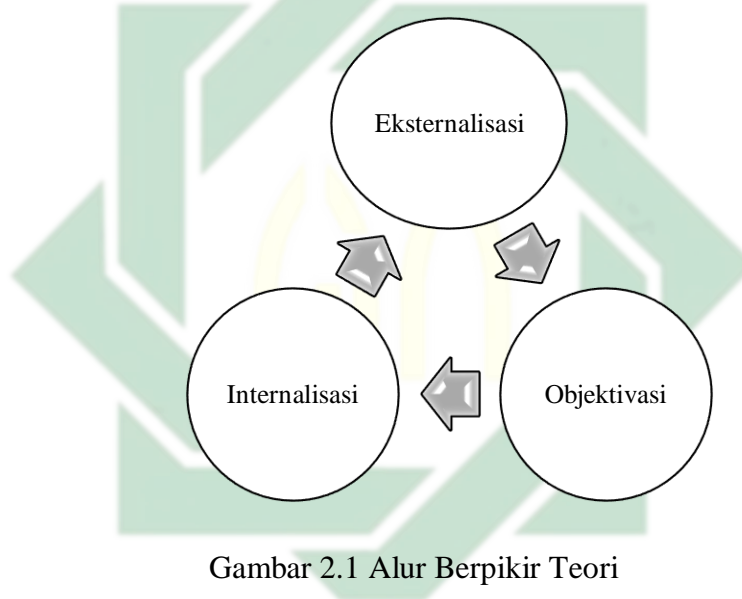 Eksternalisasi
Internalisasi
Objektivasi
Gambar 2.1 Alur Berpikir Teori